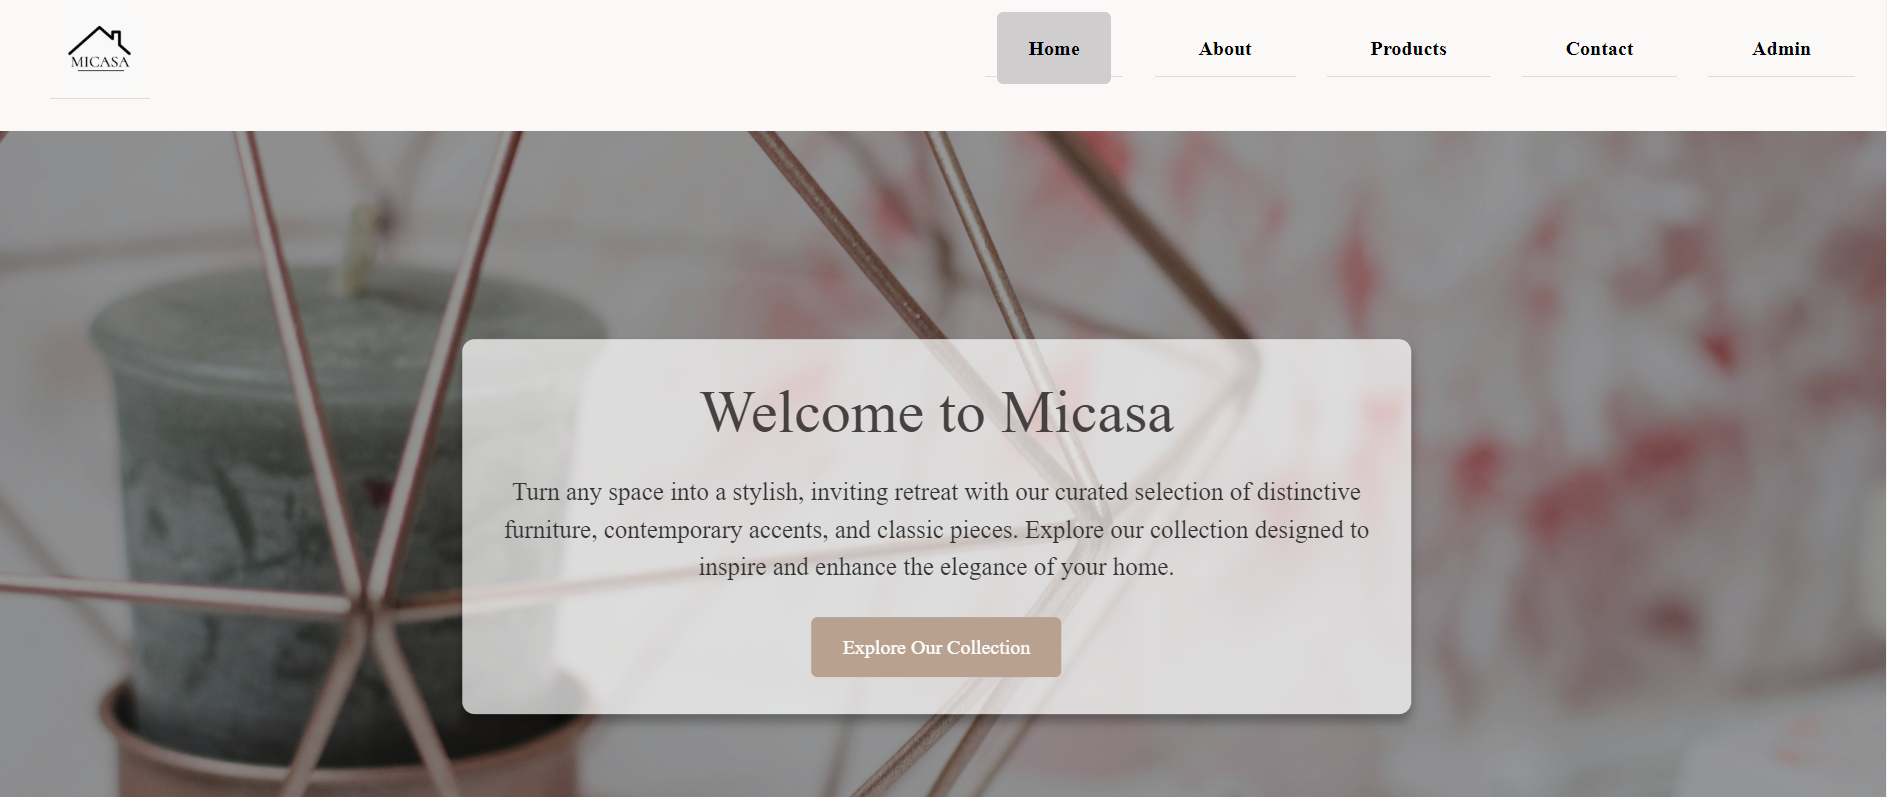 MICASA
Home
About
Products
Contact
Admin
Welcome to Micasa
Turn any space into a stylish, inviting retreat with our curated selection of distinctive
furniture, contemporary accents, and classic pieces. Explore our collection designed to
inspire and enhance the elegance of your home.
Explore Our Collection